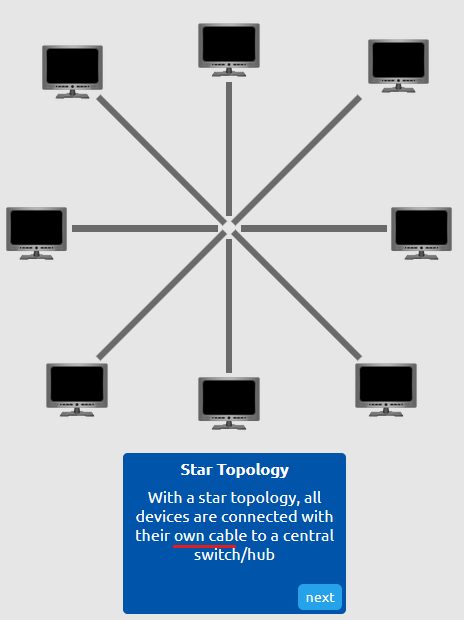 Star Topology
With a star topology, all
devices are connected with
their own cable to a central
switch/hub
next